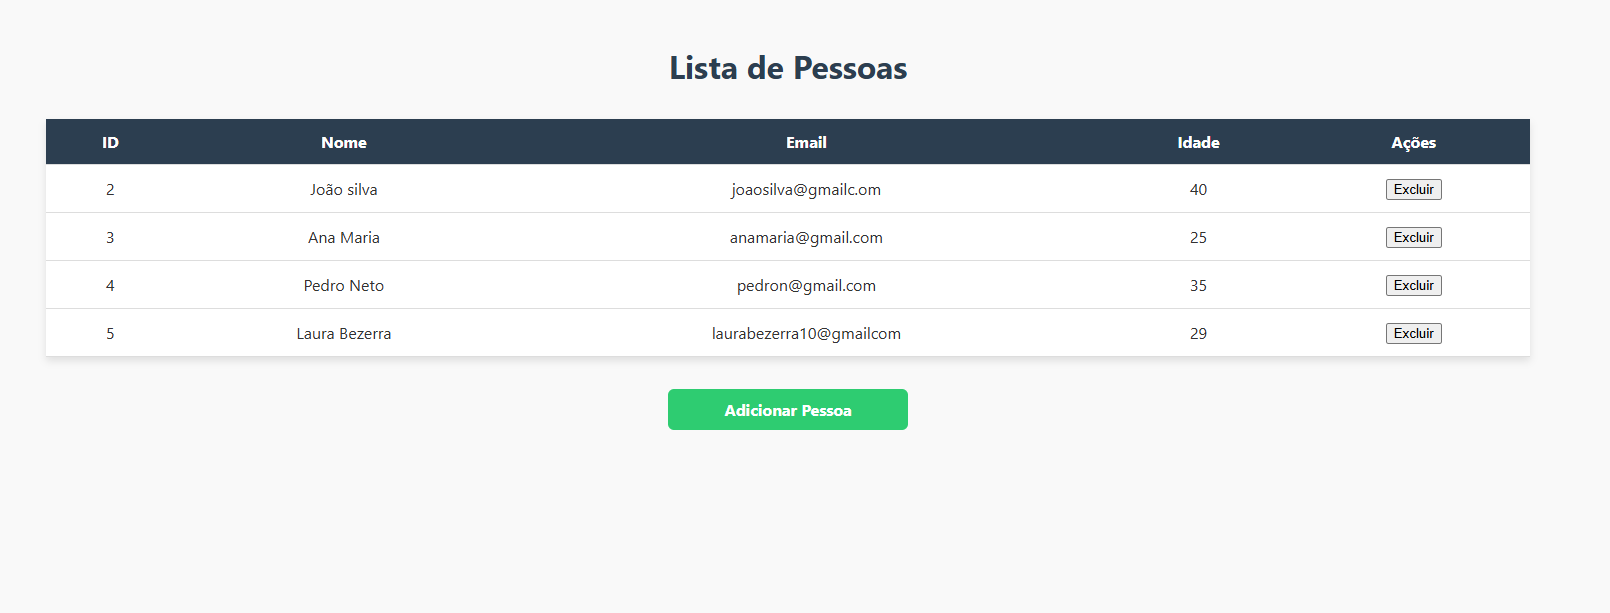 Lista de Pessoas
ID Nome Email Idade Ações
2 João silva joaosilva@gmailc.om 40 Excluir
3 Ana Maria anamaria@gmail.com 25 Excluir
4 Pedro Neto pedron@gmail.com 35 Excluir
5 Laura Bezerra laurabezerra10@gmailcom 29 Excluir
Adicionar Pessoa